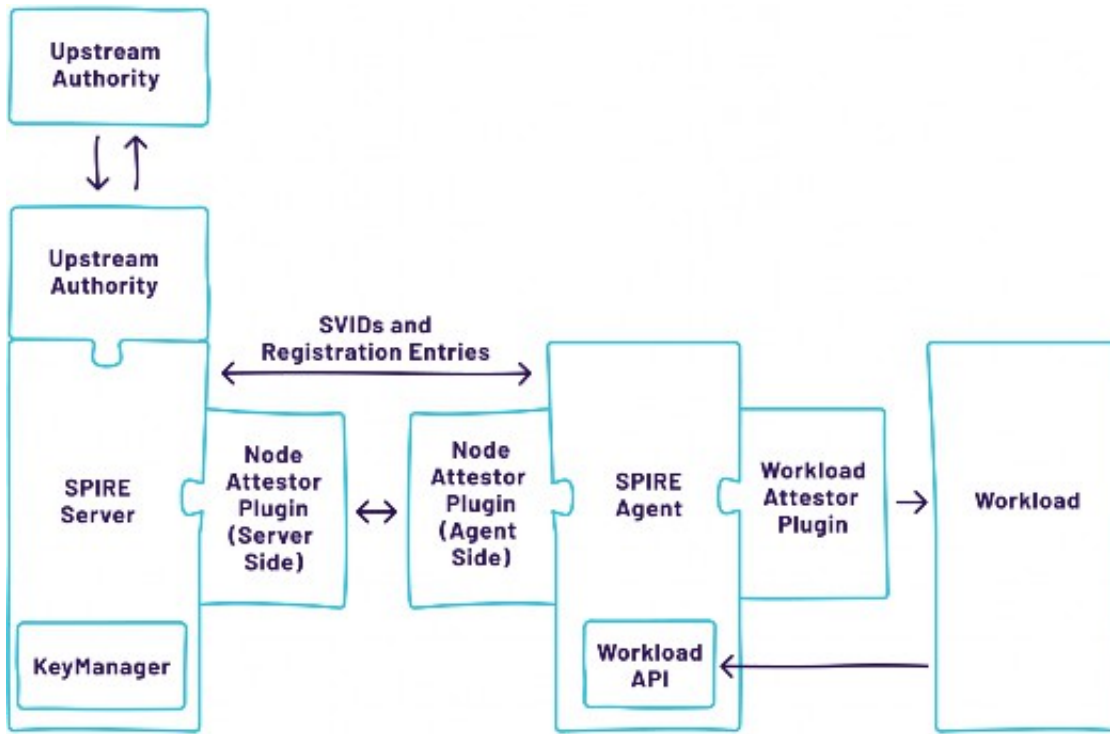 Upstream
Authority
Upstream
Authority
SVIDs and
Registration Entries
SPIRE
Server
Node
Attestor
Plugin
(Server
Side)
Node
Attestor
Plugin
(Agent
Side)
SPIRE
Agent
Workload
Attestor
Plugin
Workload
KeyManager
Workload
API